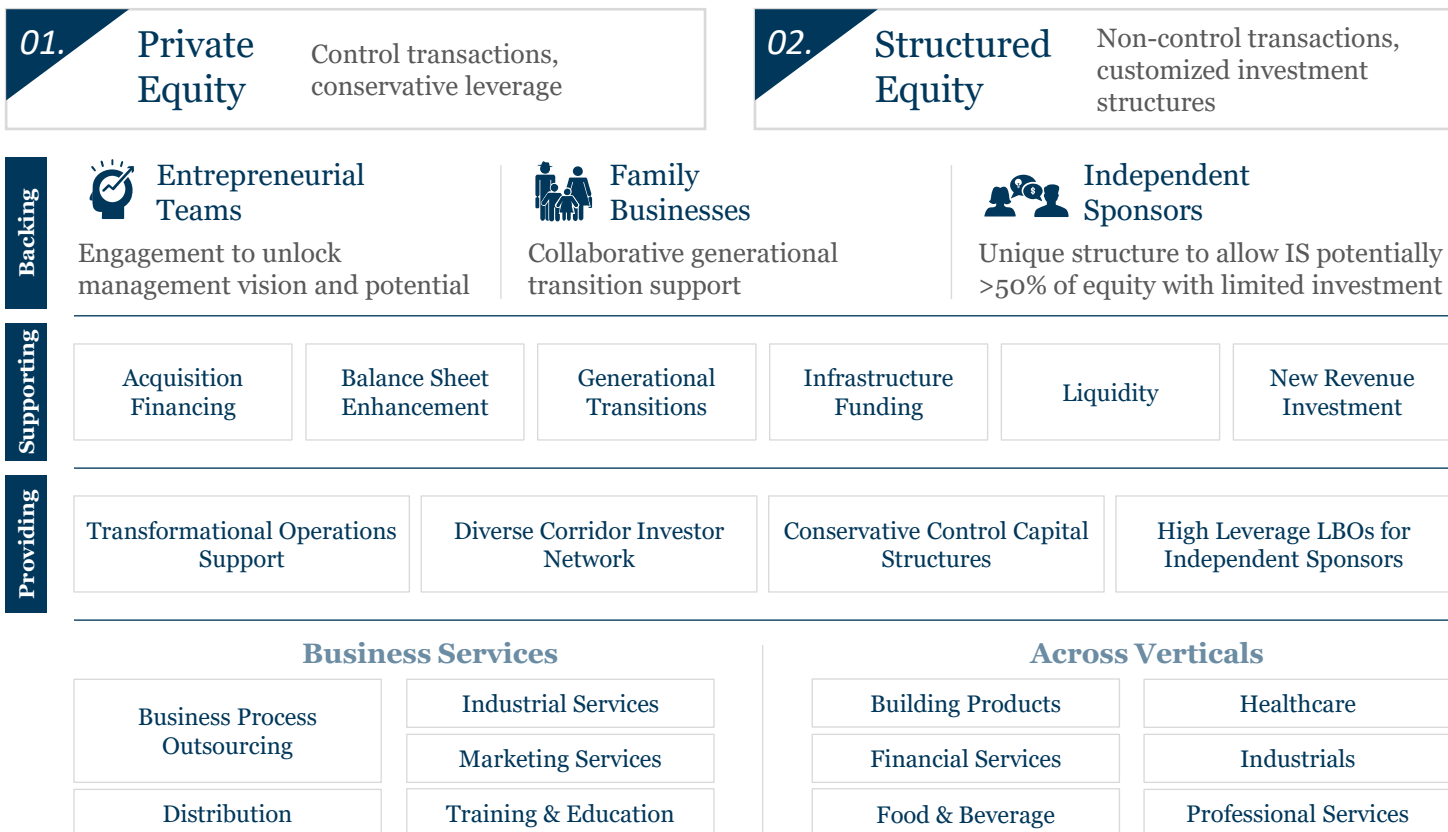 01.
Private
Equity
Control transactions,
conservative leverage
02.
Structured
Equity
Non-control transactions,
customized investment
structures
Backing
Entrepreneurial
Teams
Engagement to unlock
management vision and potential
Family
Businesses
Collaborative generational
transition support
Independent
Sponsors
Unique structure to allow IS potentially
>50% of equity with limited investment
Supporting
Acquisition
Financing
Balance Sheet
Enhancement
Generational
Transitions
Infrastructure
Funding
Liquidity
New Revenue
Investment
Providing
Transformational Operations
Support
Diverse Corridor Investor
Network
Conservative Control Capital
Structures
High Leverage LBOs for
Independent Sponsors
Business Services
Business Process
Outsourcing
Distribution
Industrial Services
Marketing Services
Training & Education
Across Verticals
Building Products
Financial Services
Food & Beverage
Healthcare
Industrials
Professional Services